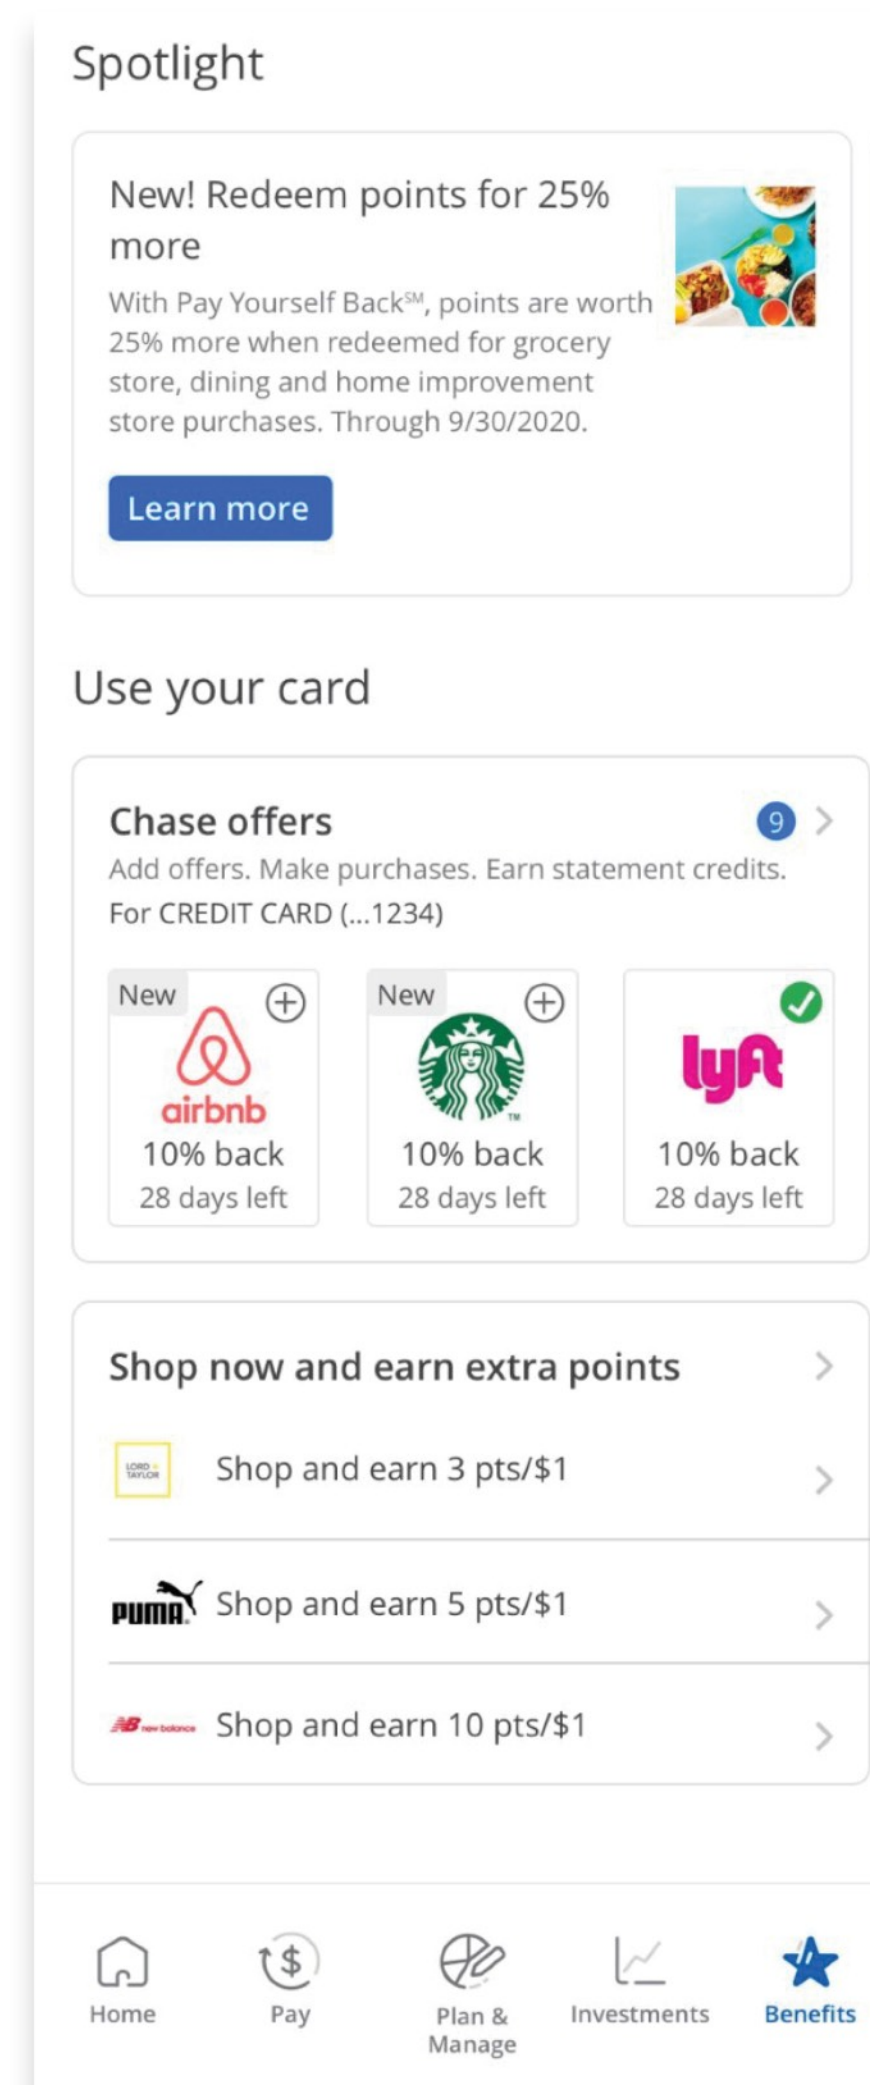 Spotlight
New! Redeem points for 25%
more
With Pay Yourself Back℠, points are worth
25% more when redeemed for grocery
store, dining and home improvement
store purchases. Through 9/30/2020.
Learn more
Use your card
Chase offers
9
Add offers. Make purchases. Earn statement credits.
For CREDIT CARD (...1234)
New
airbnb
10% back
28 days left
New
TM
10% back
28 days left
lyft
10% back
28 days left
Shop now and earn extra points
LORD +
TAYLOR
Shop and earn 3 pts/$1
PUMA®
Shop and earn 5 pts/$1
NB new balance
Shop and earn 10 pts/$1
Home
Pay
Plan &
Manage
Investments
Benefits